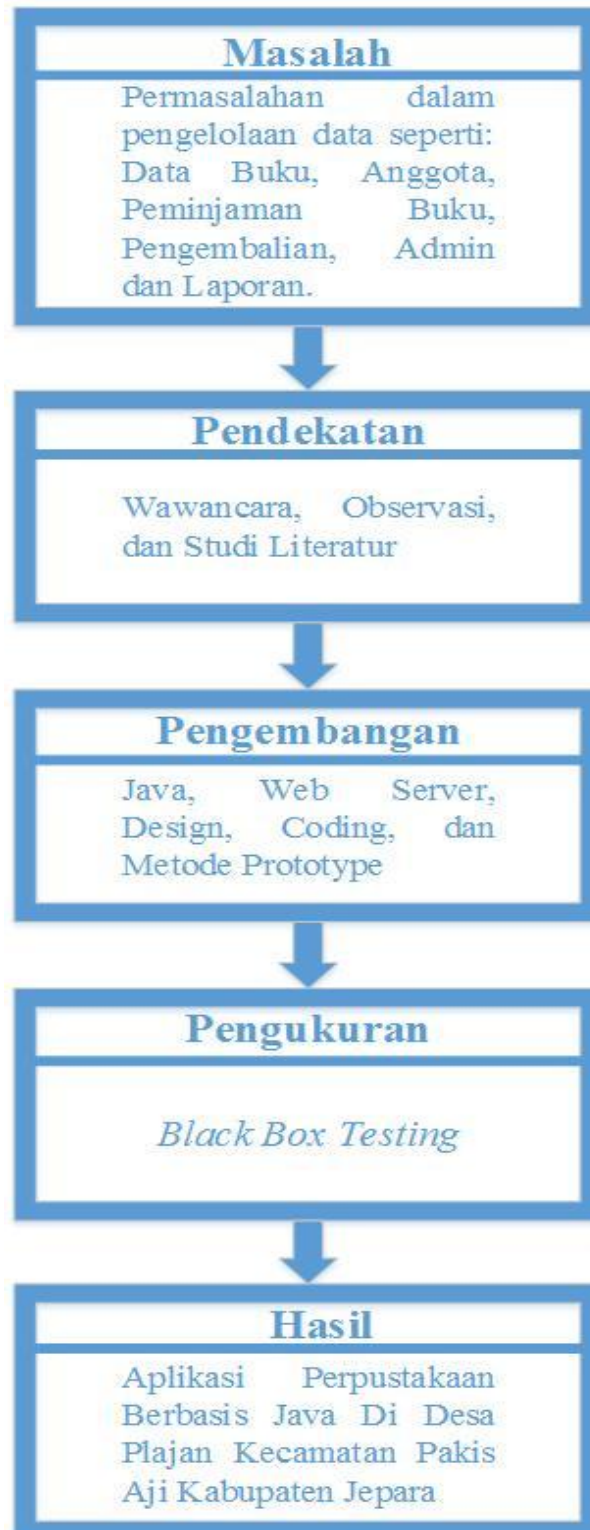 Masalah
Permasalahan dalam
pengelolaan data seperti:
Data Buku, Anggota,
Peminjaman Buku,
Pengembalian, Admin
dan Laporan.
Pendekatan
Wawancara, Observasi,
dan Studi Literatur
Pengembangan
Java, Web Server,
Design, Coding, dan
Metode Prototype
Pengukuran
Black Box Testing
Hasil
Aplikasi Perpustakaan
Berbasis Java Di Desa
Plajan Kecamatan Pakis
Aji Kabupaten Jepara